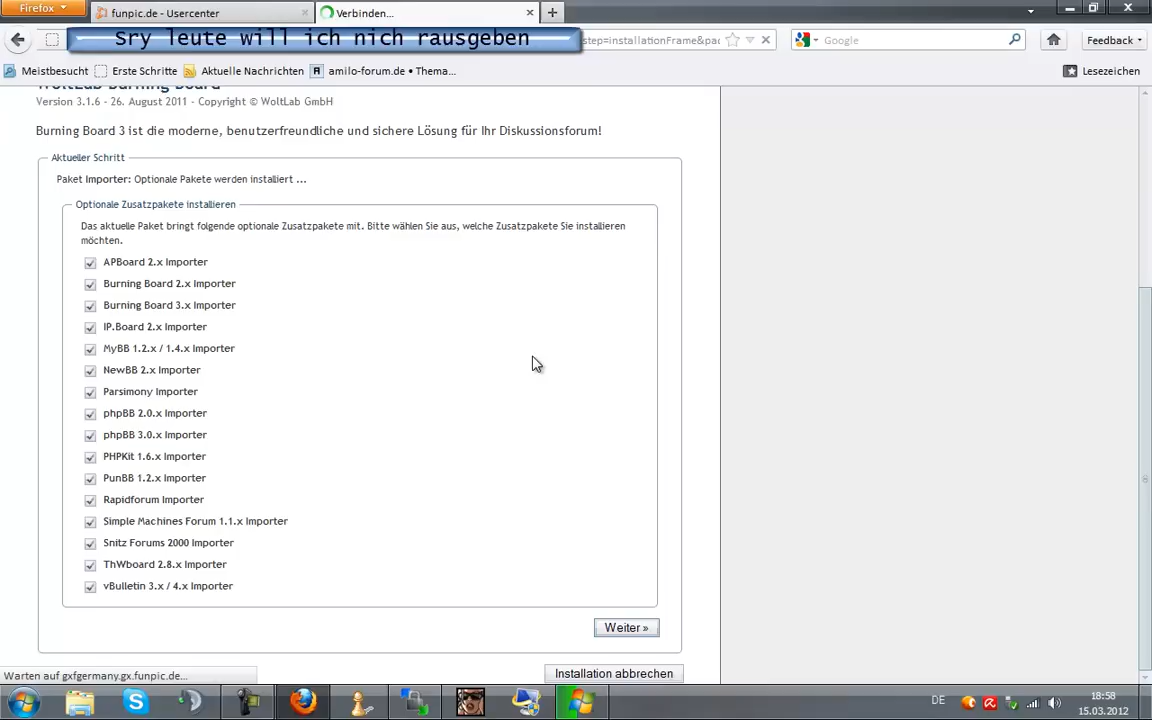 Firefox
funpic.de - Usercenter
Verbinden...
Sry leute will ich nich rausgeben
step=installationFrame&pac
Google
Feedback
Meistbesucht
Erste Schritte
Aktuelle Nachrichten
amilo-forum.de • Thema...
Lesezeichen
WoltLab Burning Board
Version 3.1.6 - 26. August 2011 - Copyright © WoltLab GmbH
Burning Board 3 ist die moderne, benutzerfreundliche und sichere Lösung für Ihr Diskussionsforum!
Aktueller Schritt
Paket Importer: Optionale Pakete werden installiert ...
Optionale Zusatzpakete installieren
Das aktuelle Paket bringt folgende optionale Zusatzpakete mit. Bitte wählen Sie aus, welche Zusatzpakete Sie installieren
möchten.
APBoard 2.x Importer
Burning Board 2.x Importer
Burning Board 3.x Importer
IP.Board 2.x Importer
MyBB 1.2.x / 1.4.x Importer
NewBB 2.x Importer
Parsimony Importer
phpBB 2.0.x Importer
phpBB 3.0.x Importer
PHPKit 1.6.x Importer
PunBB 1.2.x Importer
Rapidforum Importer
Simple Machines Forum 1.1.x Importer
Snitz Forums 2000 Importer
ThWboard 2.8.x Importer
vBulletin 3.x / 4.x Importer
Weiter »
Installation abbrechen
Warten auf gxfgermany.gx.funpic.de...
DE
18:58
15.03.2012